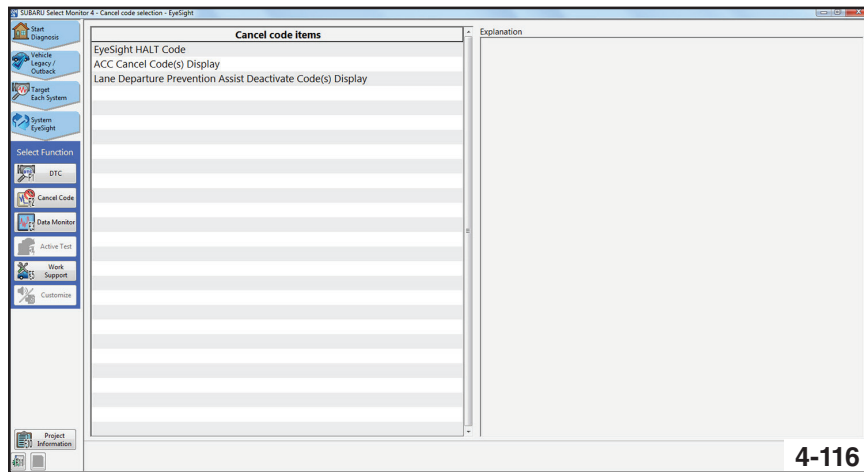 SUBARU Select Monitor 4 - Cancel code selection - EyeSight
Start
Diagnosis
Vehicle
Legacy /
Outback
Target
Each System
System
EyeSight
Select Function
DTC
Cancel Code
Data Monitor
Active Test
Work
Support
Customize
Project
Information
Cancel code items
EyeSight HALT Code
ACC Cancel Code(s) Display
Lane Departure Prevention Assist Deactivate Code(s) Display
Explanation
4-116